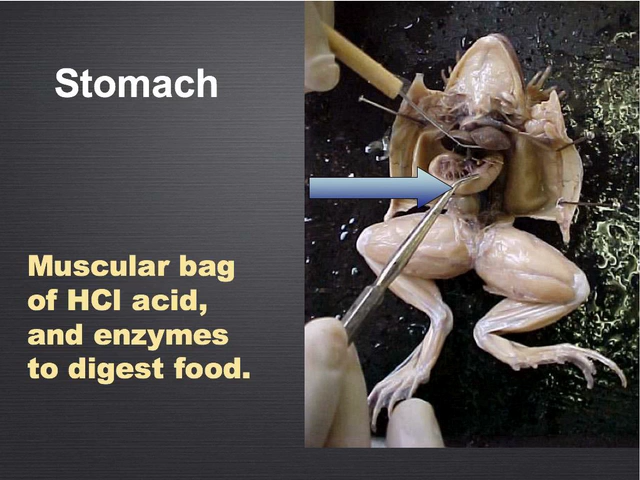 Stomach
Muscular bag
of HCl acid,
and enzymes
to digest food.